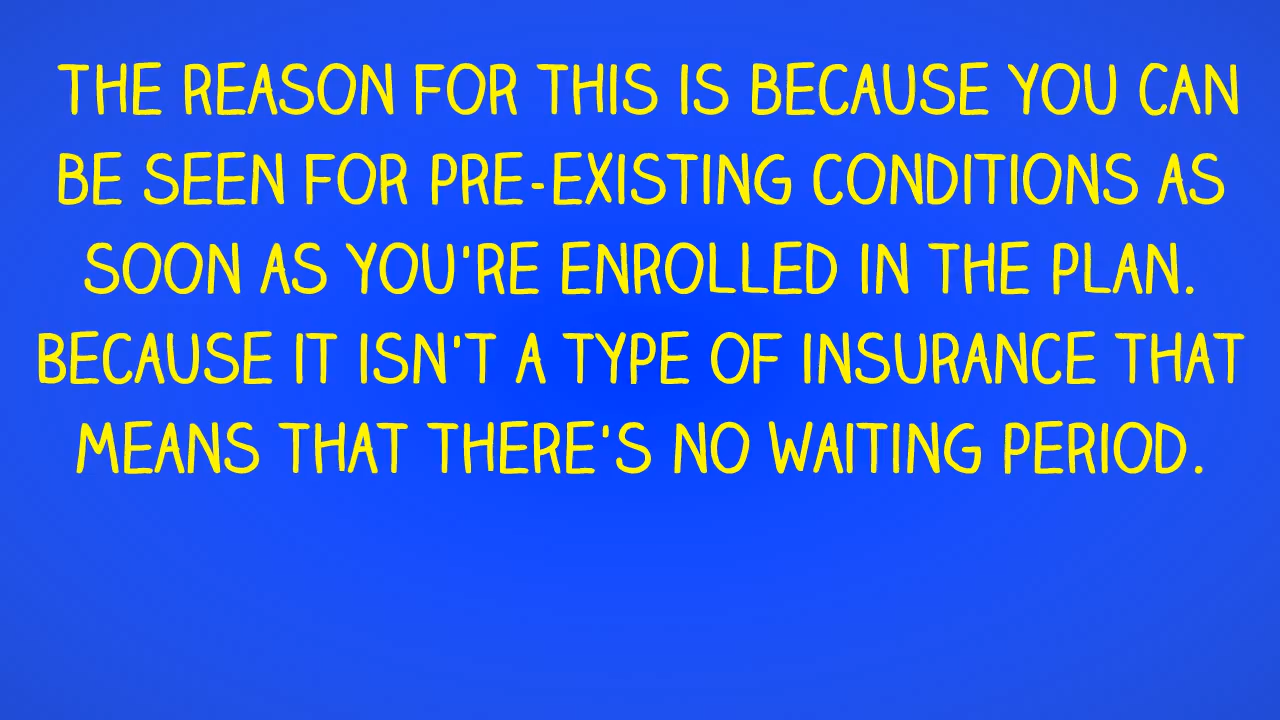 THE REASON FOR THIS IS BECAUSE YOU CAN
BE SEEN FOR PRE-EXISTING CONDITIONS AS
SOON AS YOU'RE ENROLLED IN THE PLAN.
BECAUSE IT ISN'T A TYPE OF INSURANCE THAT
MEANS THAT THERE'S NO WAITING PERIOD.